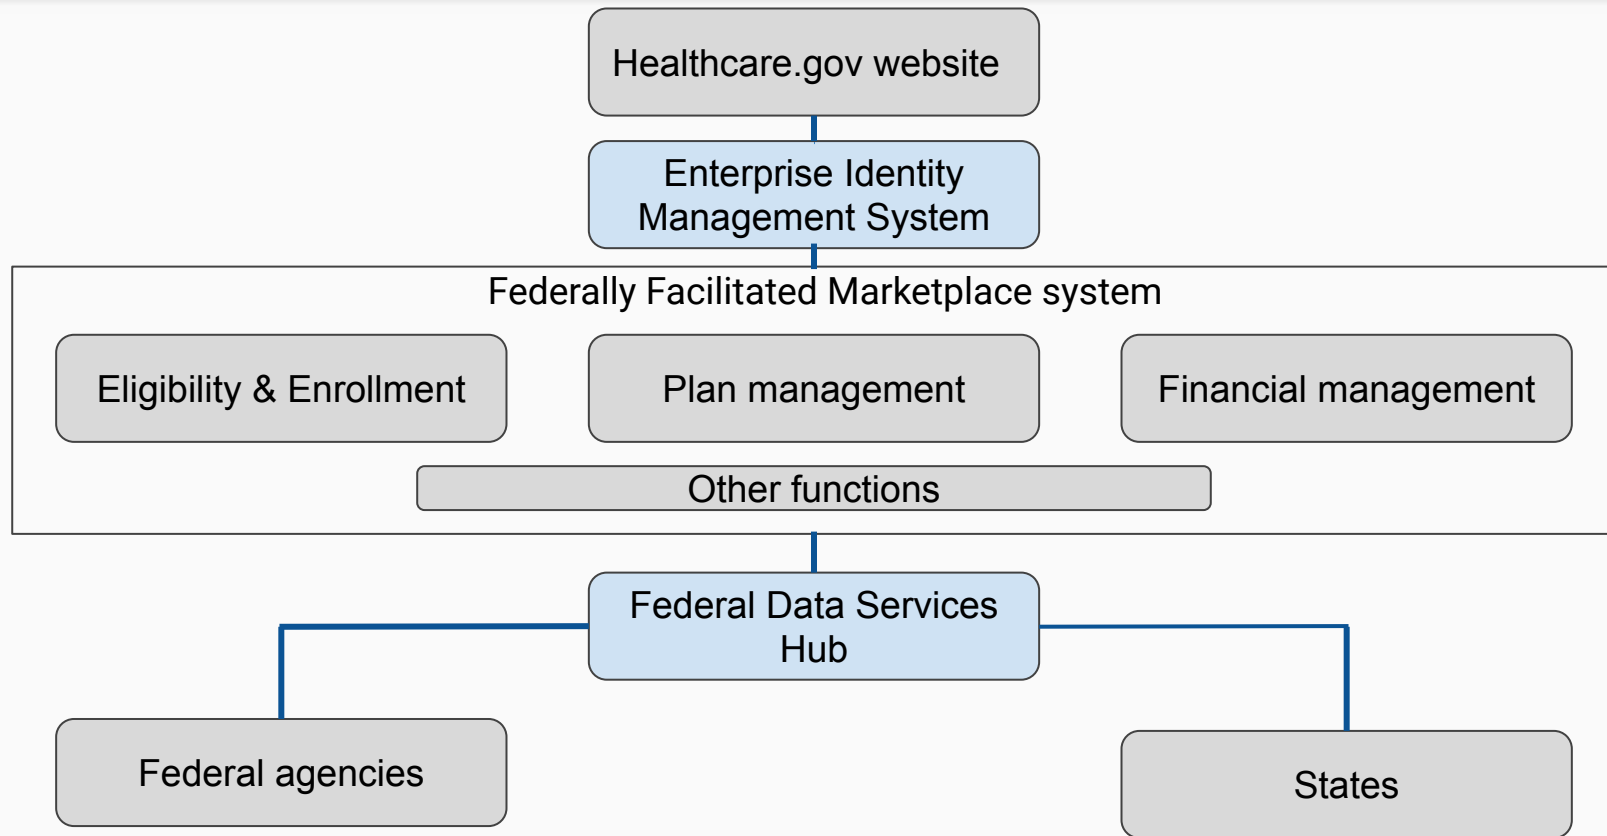 Healthcare.gov website
Enterprise Identity
Management System
Federally Facilitated Marketplace system
Eligibility & Enrollment
Plan management
Financial management
Other functions
Federal Data Services
Hub
Federal agencies
States